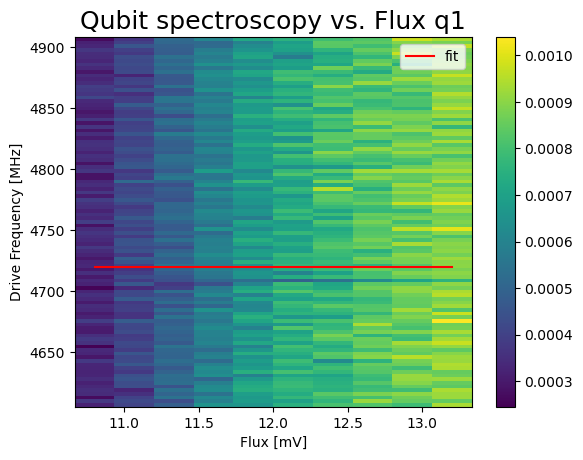 Qubit spectroscopy vs. Flux q1
fit
4900
4850
4800
4750
4700
4650
Drive Frequency [MHz]
11.0 11.5 12.0 12.5 13.0
Flux [mV]
0.0010
0.0009
0.0008
0.0007
0.0006
0.0005
0.0004
0.0003